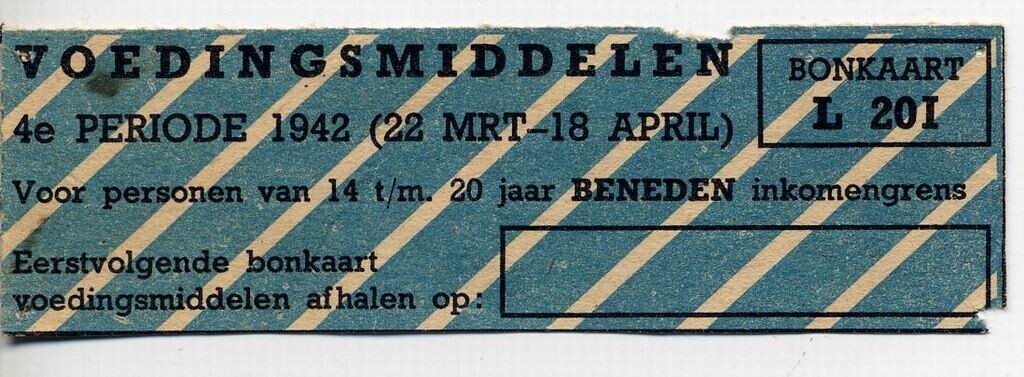 VOEDINGSMIDDELEN
BONKAART
L 201
4e PERIODE 1942 (22 MRT–18 APRIL)
Voor personen van 14 t/m. 20 jaar BENEDEN inkomengrens
Eerstvolgende bonkaart
voedingsmiddelen afhalen op: